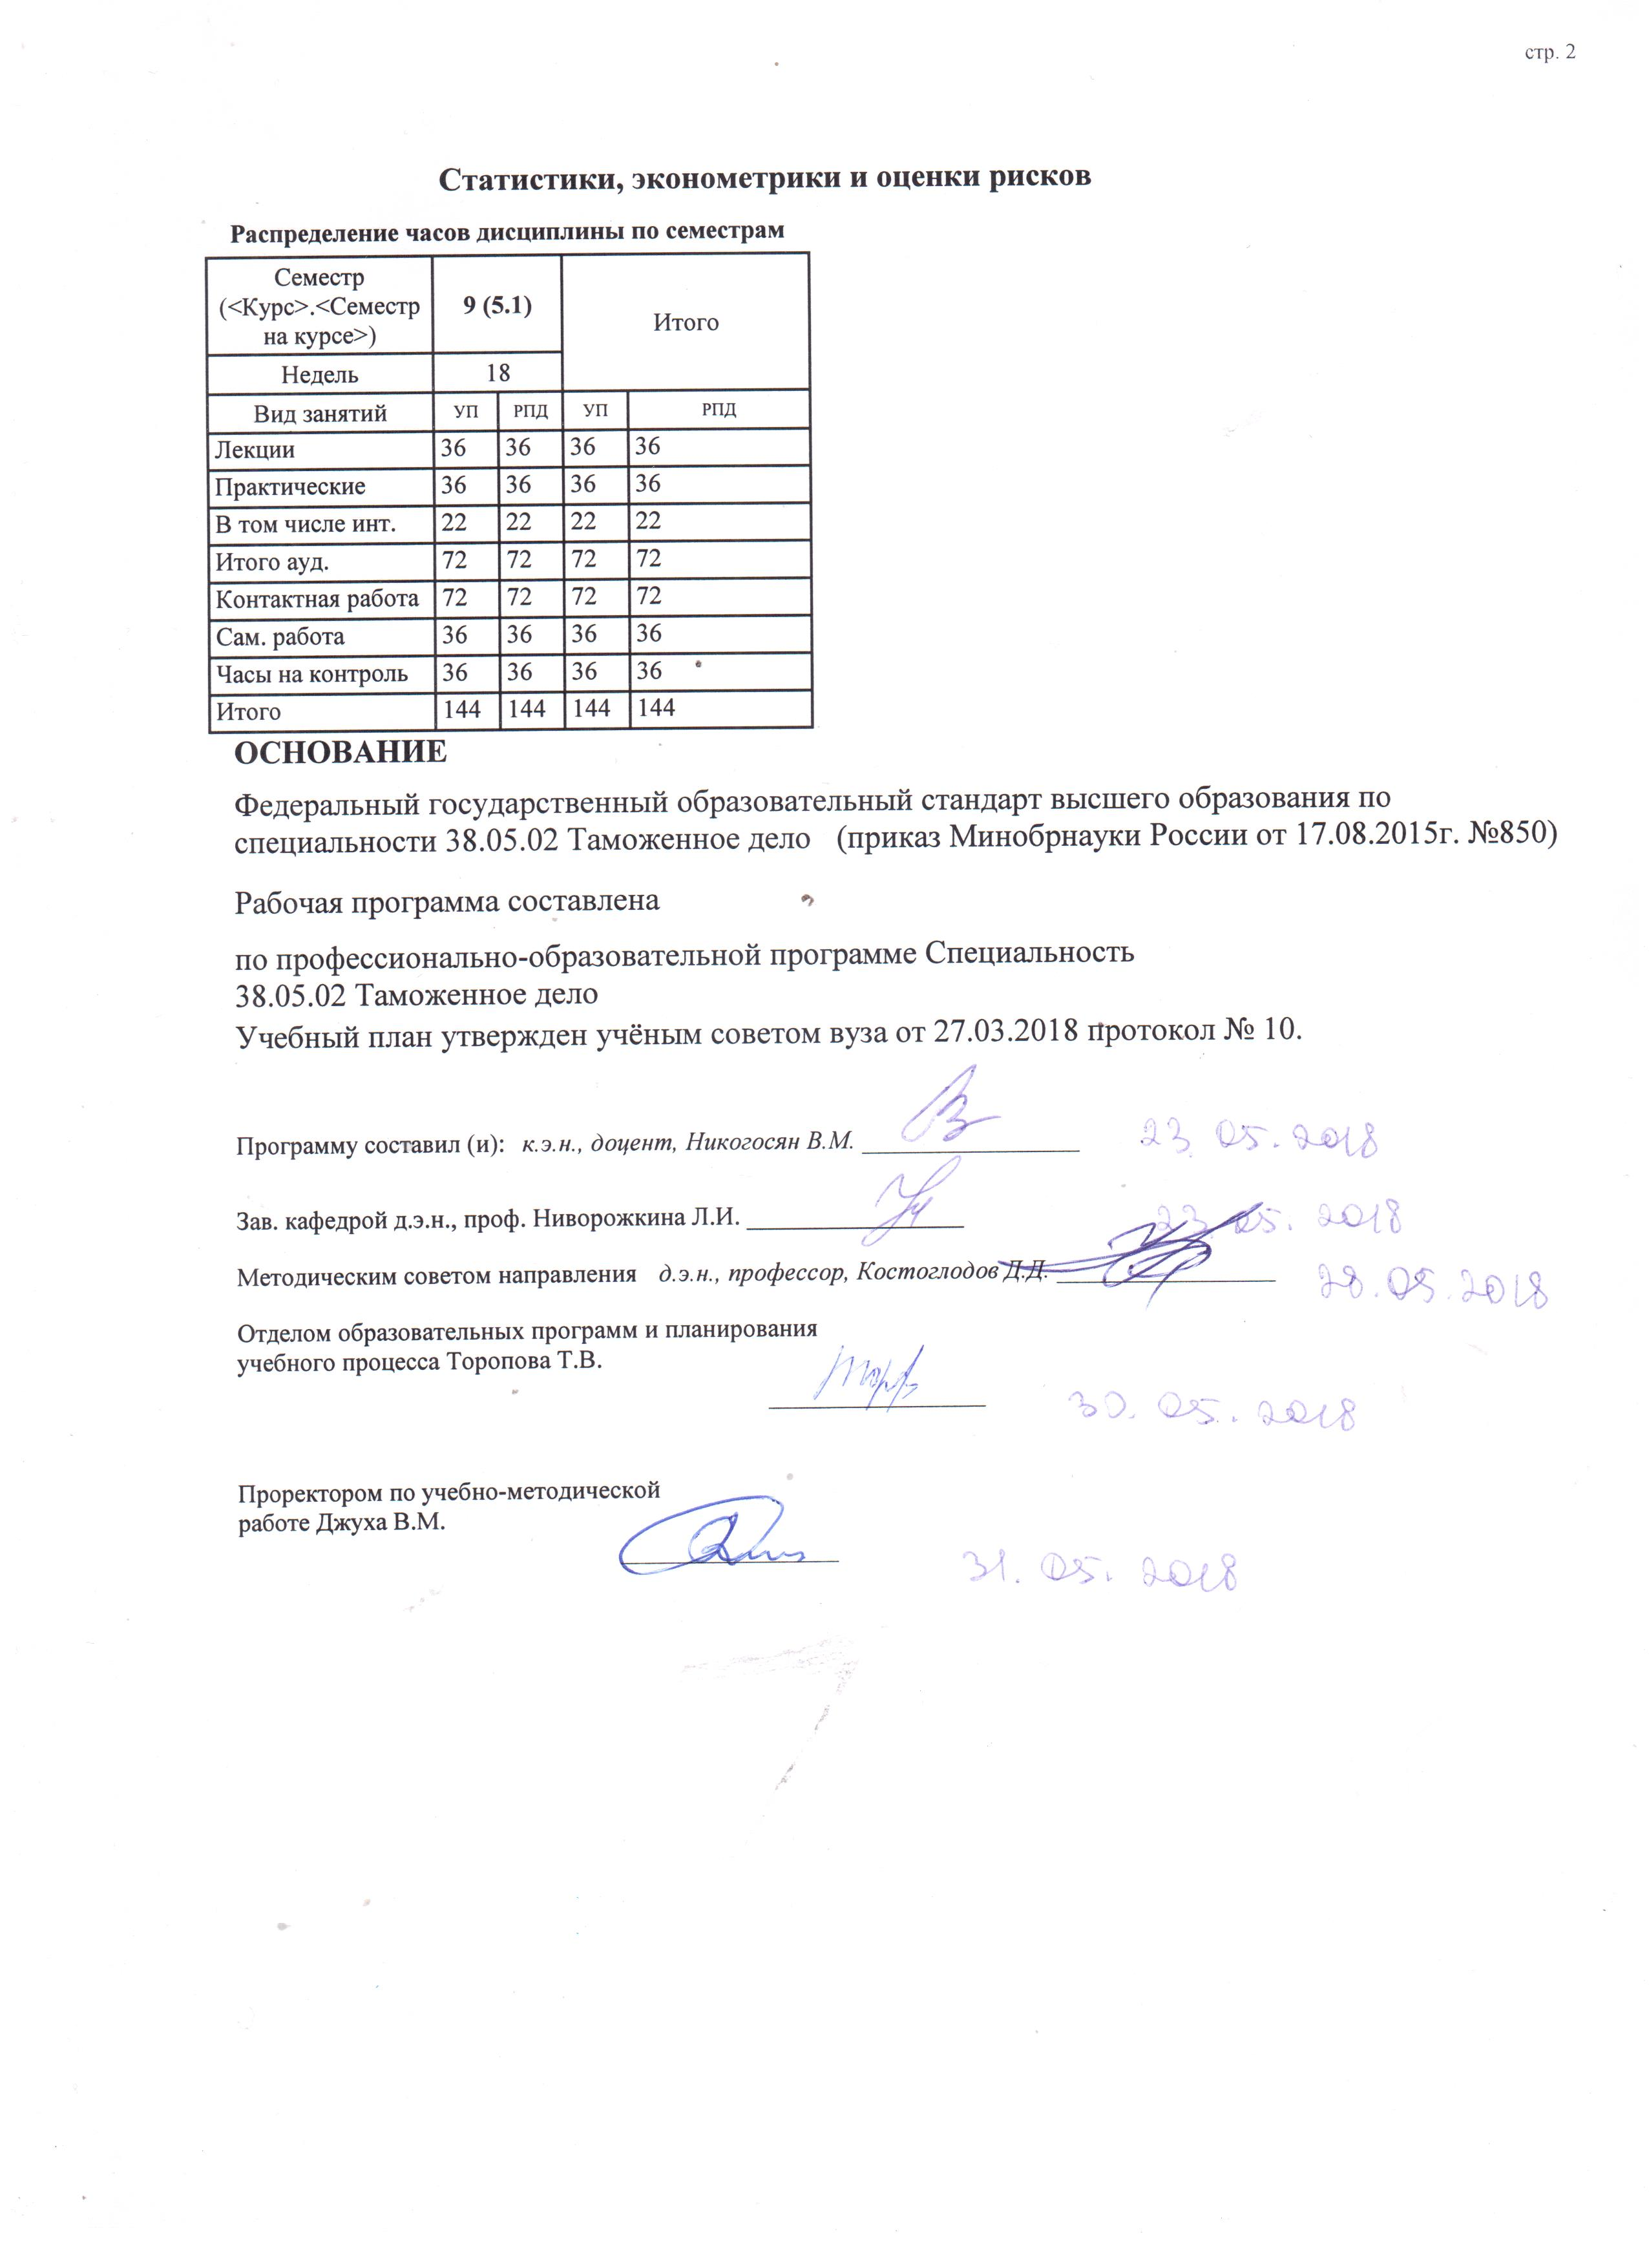 стр. 2
Статистики, эконометрики и оценки рисков
Распределение часов дисциплины по семестрам
Семестр
(<Курс>.<Семестр
на курсе>)
9 (5.1)
Итого
Недель
18
Вид занятий УП РПД УП РПД
Лекции 36 36 36 36
Практические 36 36 36 36
В том числе инт. 22 22 22 22
Итого ауд. 72 72 72 72
Контактная работа 72 72 72 72
Сам. работа 36 36 36 36
Часы на контроль 36 36 36 36
Итого 144 144 144 144
ОСНОВАНИЕ
Федеральный государственный образовательный стандарт высшего образования по
специальности 38.05.02 Таможенное дело (приказ Минобрнауки России от 17.08.2015г. №850)
Рабочая программа составлена
по профессионально-образовательной программе Специальность
38.05.02 Таможенное дело
Учебный план утвержден учёным советом вуза от 27.03.2018 протокол № 10.
Программу составил (и): к.э.н., доцент, Никогосян В.М. 23.05.2018
Зав. кафедрой д.э.н., проф. Ниворожкина Л.И. 23.05.2018
Методическим советом направления д.э.н., профессор, Костоглодов Д.Д. 28.05.2018
Отделом образовательных программ и планирования
учебного процесса Торопова Т.В.
30.05.2018
Проректором по учебно-методической
работе Джуха В.М.
31.05.2018